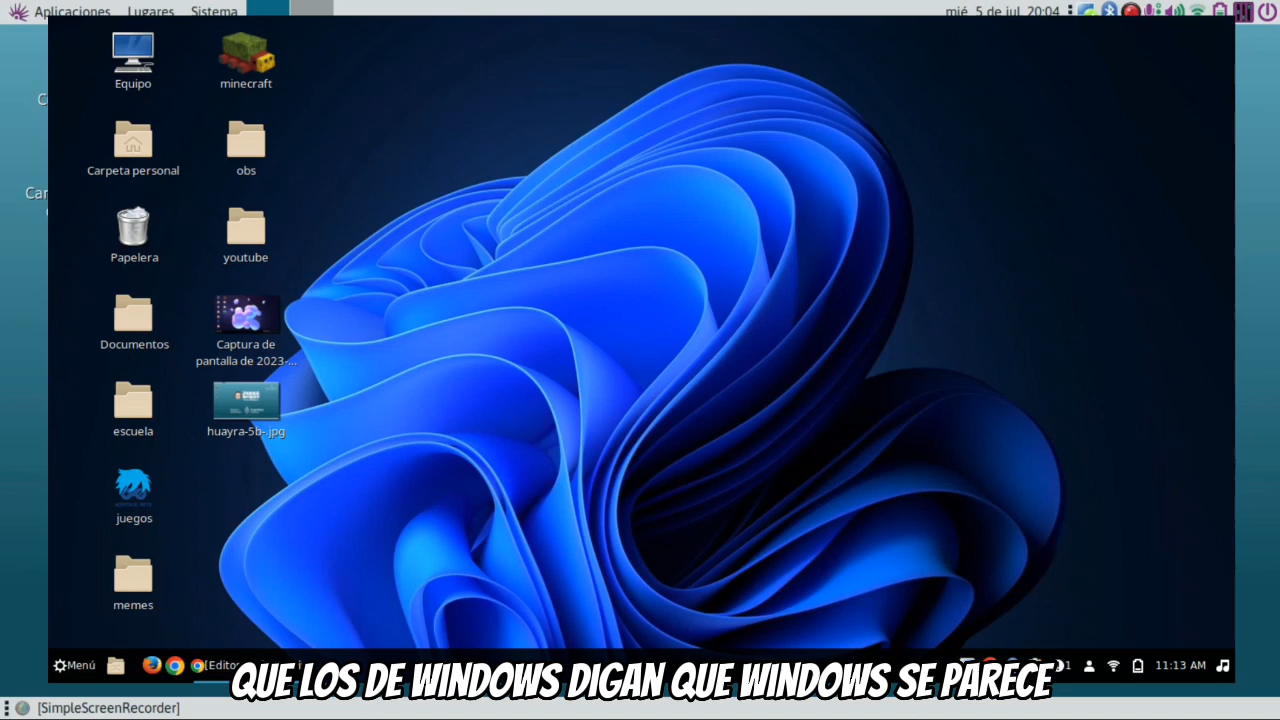 Aplicaciones Lugares Sistema
mié 5 de jul, 20:04
Equipo
minecraft
Carpeta personal
obs
Papelera
youtube
Documentos
Captura de
pantalla de 2023-...
escuela
huayra-5b-.jpg
juegos
memes
Menú
[Edito
11:13 AM
QUE LOS DE WINDOWS DIGAN QUE WINDOWS SE PARECE
[SimpleScreenRecorder]